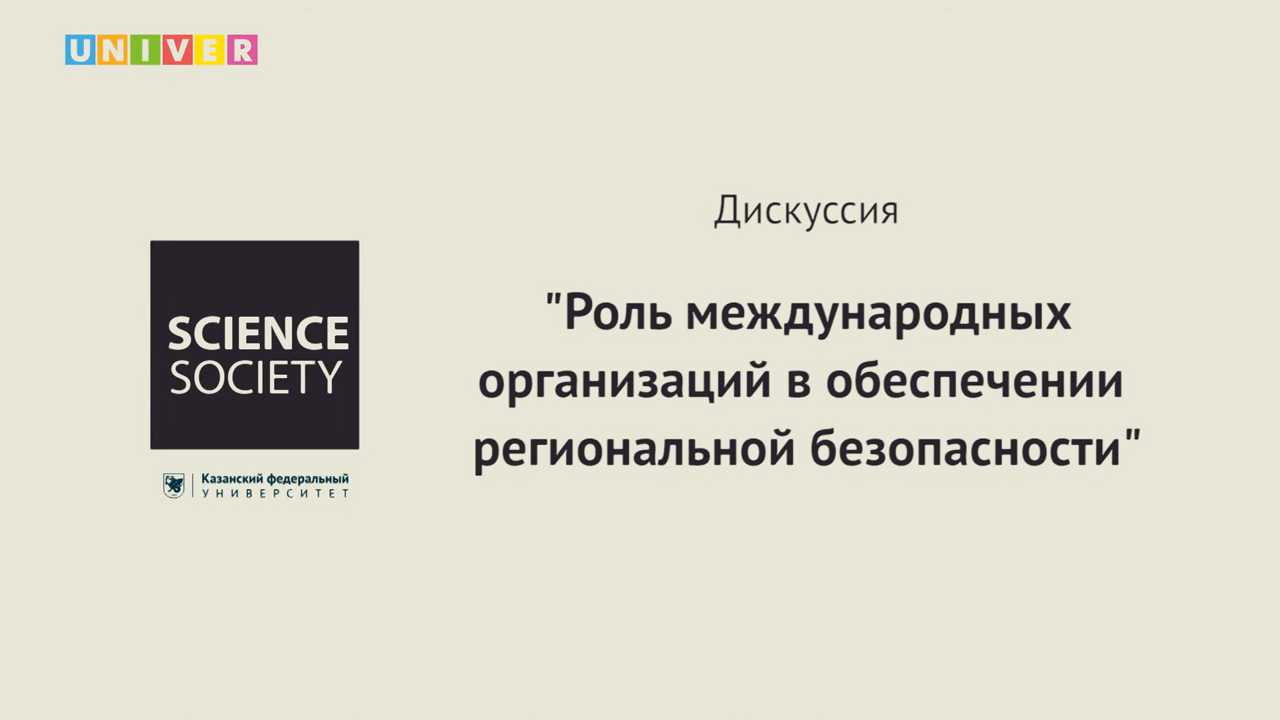 UNIVER
Дискуссия
SCIENCE
SOCIETY
Казанский федеральный
УНИВЕРСИТЕТ
"Роль международных
организаций в обеспечении
региональной безопасности"